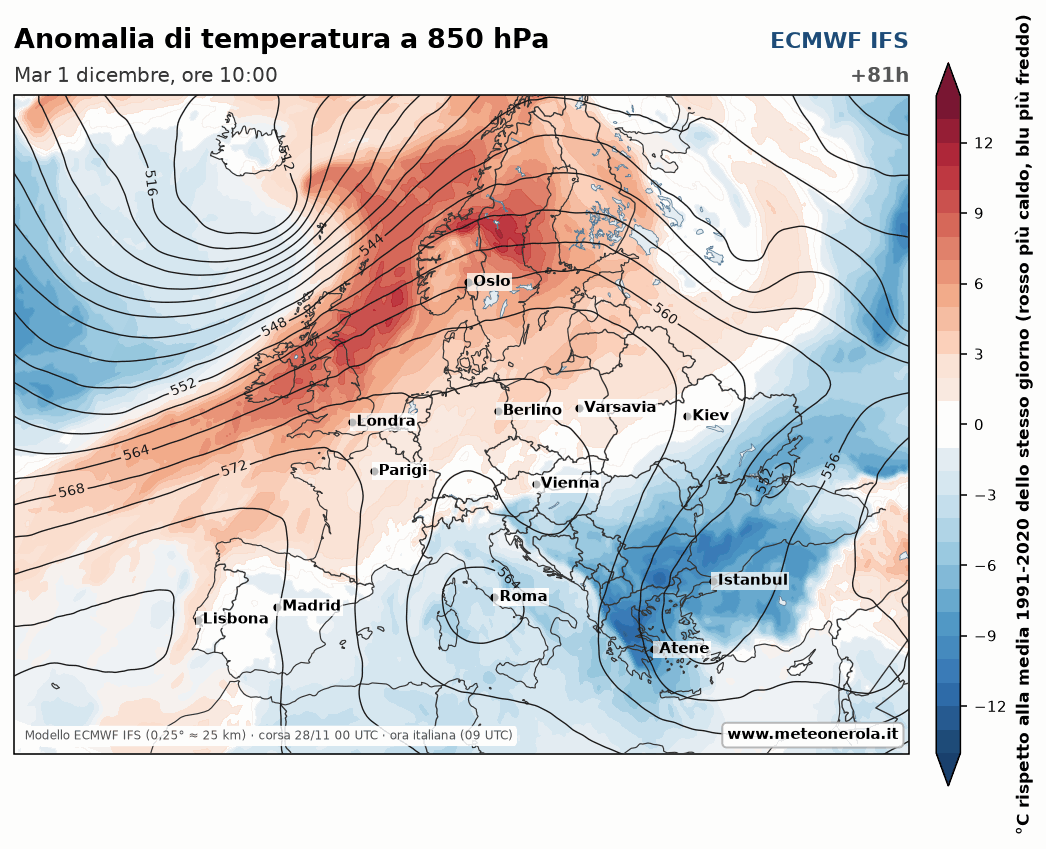 Anomalia di temperatura a 850 hPa
ECMWF IFS
Mar 1 dicembre, ore 10:00
+81h
512
516
544
Oslo
548
560
552
Berlino
Varsavia
Kiev
Londra
564
572
Parigi
552
556
Vienna
568
564
Istanbul
Roma
Madrid
Lisbona
Atene
Modello ECMWF IFS (0,25° ≈ 25 km) · corsa 28/11 00 UTC · ora italiana (09 UTC)
www.meteonerola.it
12
9
6
3
0
−3
−6
−9
−12
°C rispetto alla media 1991-2020 dello stesso giorno (rosso più caldo, blu più freddo)